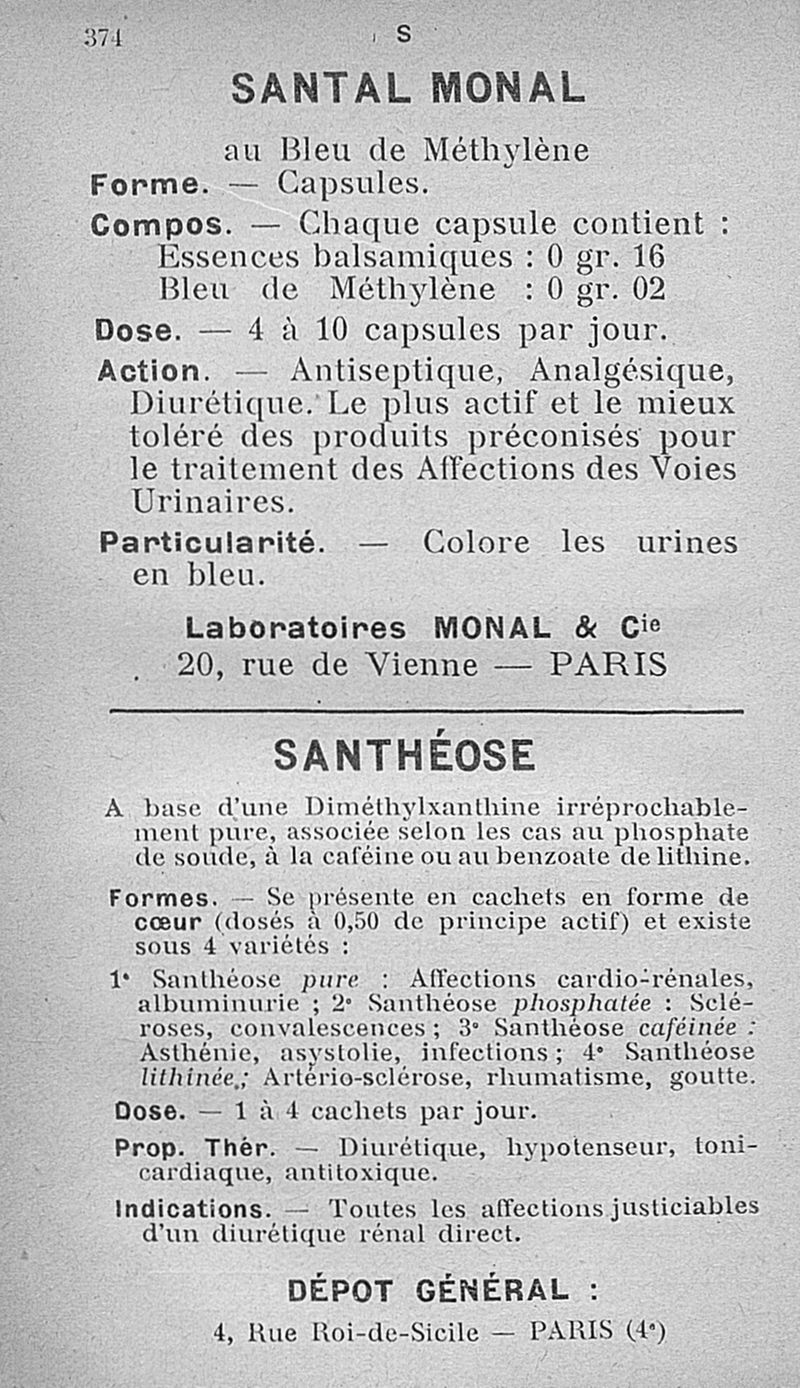 374
S
SANTAL MONAL
au Bleu de Méthylène
Forme. — Capsules.
Compos. — Chaque capsule contient :
Essences balsamiques : 0 gr. 16
Bleu de Méthylène : 0 gr. 02
Dose. — 4 à 10 capsules par jour.
Action. — Antiseptique, Analgésique,
Diurétique. Le plus actif et le mieux
toléré des produits préconisés pour
le traitement des Affections des Voies
Urinaires.
Particularité. — Colore les urines
en bleu.
Laboratoires MONAL & Cie
20, rue de Vienne — PARIS
SANTHÉOSE
A base d'une Diméthylxanthine irréprochable-
ment pure, associée selon les cas au phosphate
de soude, à la caféine ou au benzoate de lithine.
Formes. — Se présente en cachets en forme de
cœur (dosés à 0,50 de principe actif) et existe
sous 4 variétés :
1° Santhéose pure : Affections cardio-rénales,
albuminurie ; 2° Santhéose phosphatée : Sclé-
roses, convalescences ; 3° Santhéose caféinée :
Asthénie, asystolie, infections ; 4° Santhéose
lithinée ; Artério-sclérose, rhumatisme, goutte.
Dose. — 1 à 4 cachets par jour.
Prop. Thèr. — Diurétique, hypotenseur, toni-
cardiaque, antitoxique.
Indications. — Toutes les affections justiciables
d'un diurétique rénal direct.
DÉPOT GÉNÉRAL :
4, Rue Roi-de-Sicile — PARIS (4e)